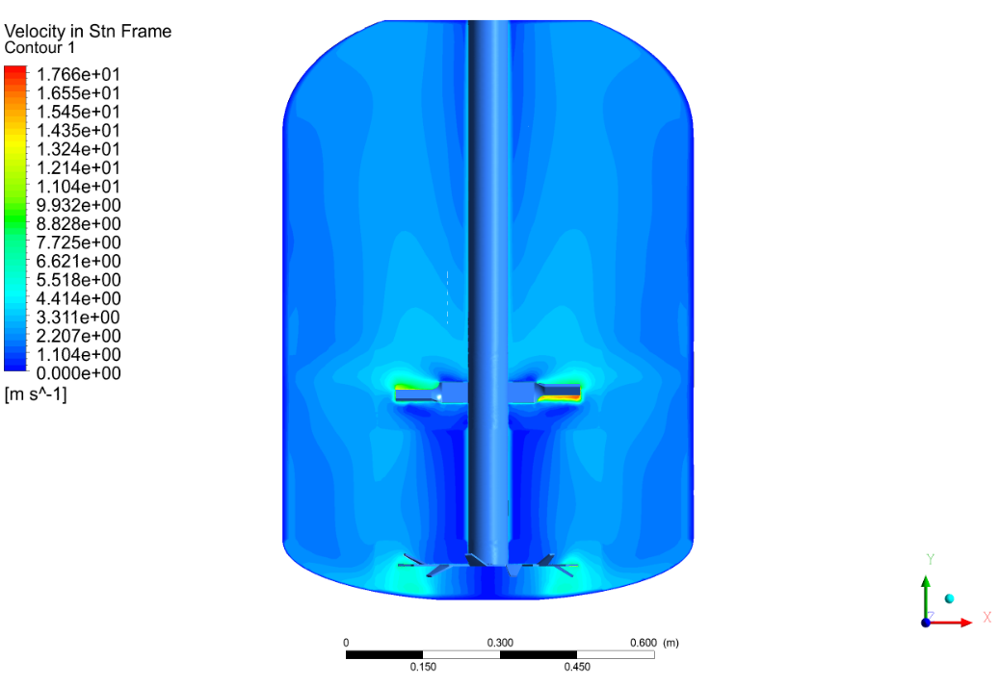 Velocity in Stn Frame
Contour 1
1.766e+01
1.655e+01
1.545e+01
1.435e+01
1.324e+01
1.214e+01
1.104e+01
9.932e+00
8.828e+00
7.725e+00
6.621e+00
5.518e+00
4.414e+00
3.311e+00
2.207e+00
1.104e+00
0.000e+00
[m s^-1]
Y
Z
X
0 0.300 0.600 (m)
0.150 0.450